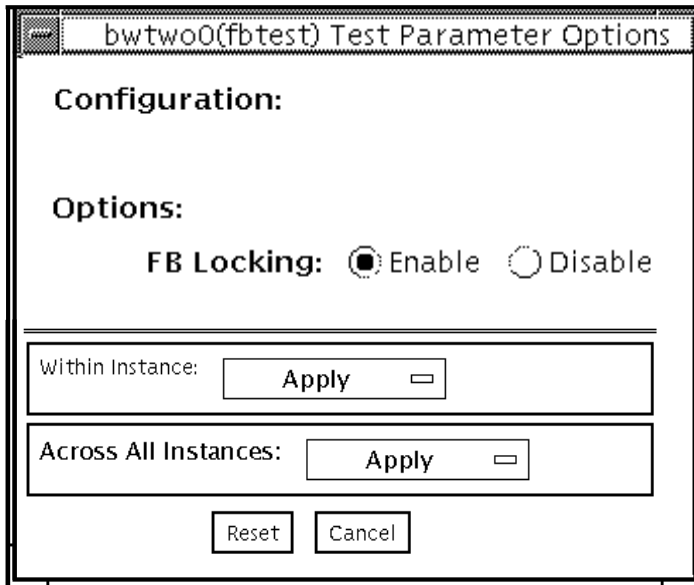 bwtwo0(fbtest) Test Parameter Options
Configuration:
Options:
FB Locking: Enable Disable
Within Instance: Apply
Across All Instances: Apply
Reset Cancel